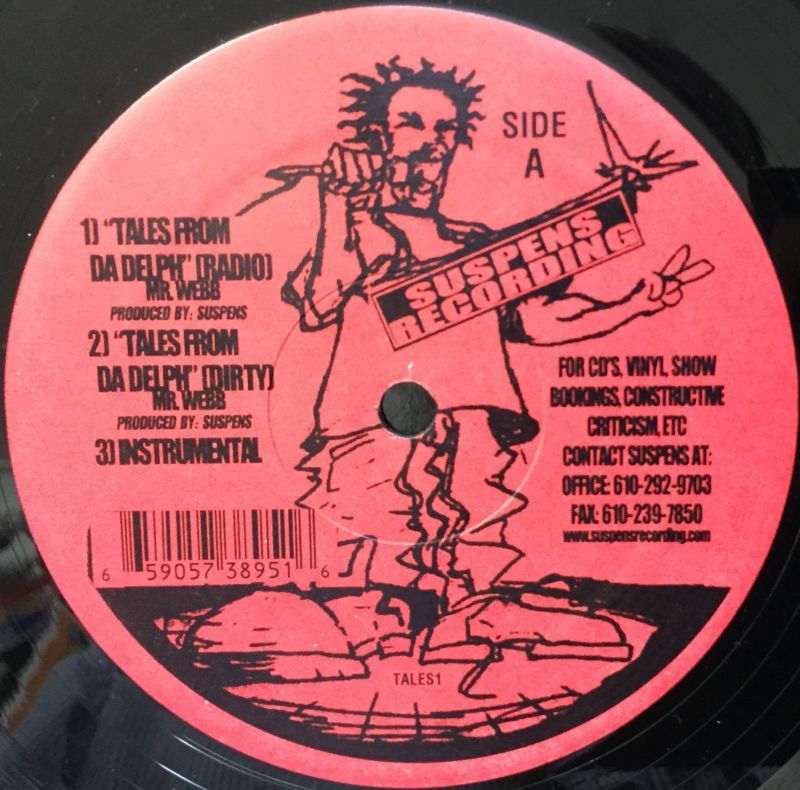 SIDE
A
1) "TALES FROM
DA DELPH" (RADIO)
MR. WEBB
PRODUCED BY: SUSPENS
2) "TALES FROM
DA DELPH" (DIRTY)
MR. WEBB
PRODUCED BY: SUSPENS
3) INSTRUMENTAL
SUSPENS
RECORDING
FOR CD'S, VINYL, SHOW
BOOKINGS, CONSTRUCTIVE
CRITICISM, ETC
CONTACT SUSPENS AT:
OFFICE: 610-292-9703
FAX: 610-239-7850
www.suspensrecording.com
6 59057 38951 6
TALES1